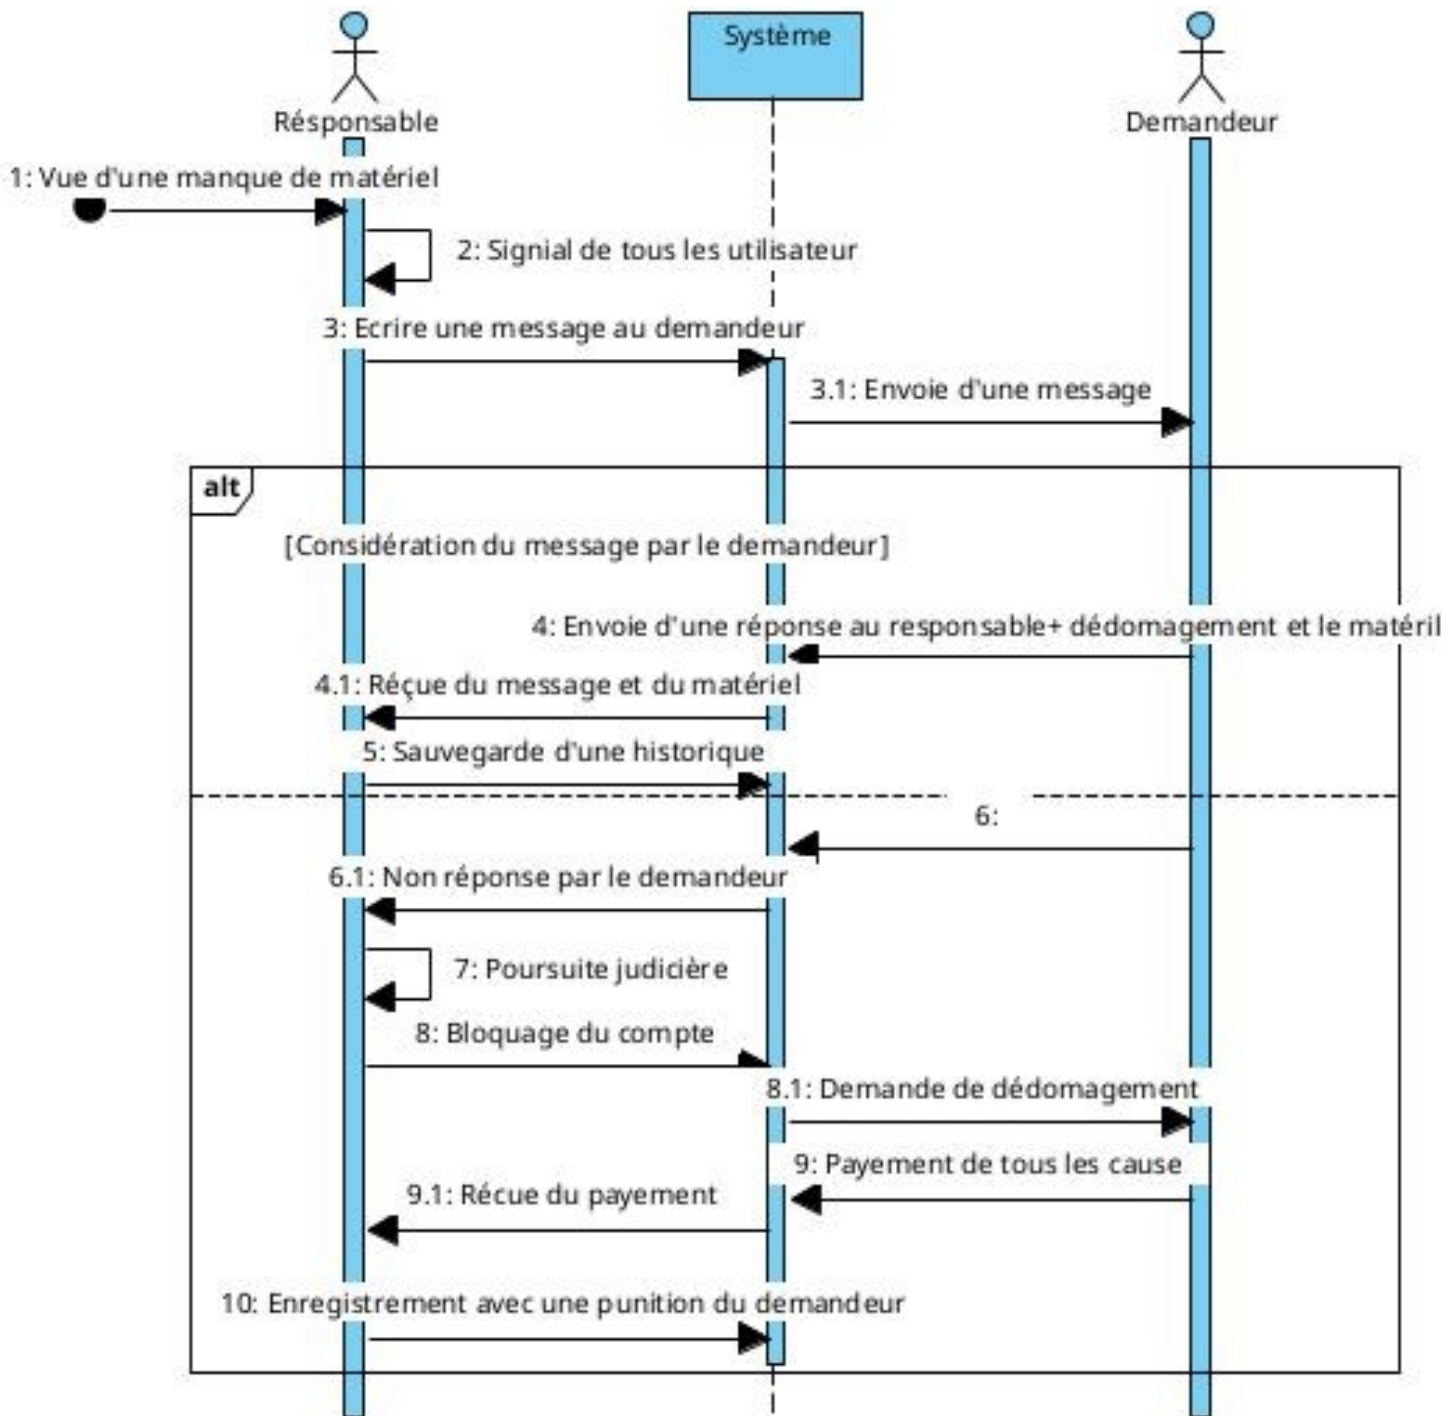 Système
Résponsable
Demandeur
1: Vue d'une manque de matériel
2: Signial de tous les utilisateur
3: Ecrire une message au demandeur
3.1: Envoie d'une message
alt
[Considération du message par le demandeur]
4: Envoie d'une réponse au responsable+ dédomagement et le matéril
4.1: Réçue du message et du matériel
5: Sauvegarde d'une historique
6:
6.1: Non réponse par le demandeur
7: Poursuite judicière
8: Bloquage du compte
8.1: Demande de dédomagement
9: Payement de tous les cause
9.1: Récue du payement
10: Enregistrement avec une punition du demandeur